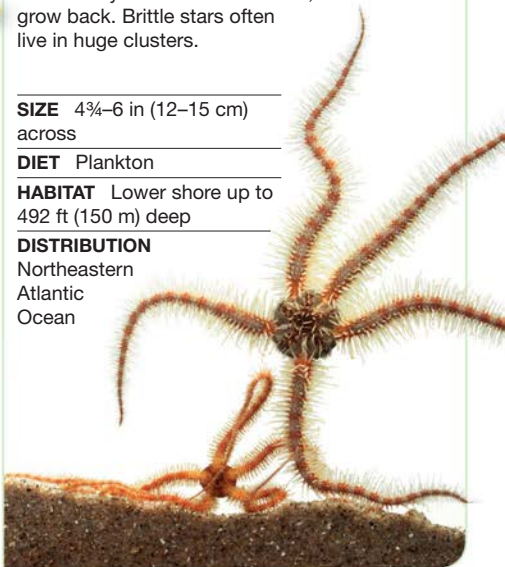 grow back. Brittle stars often
live in huge clusters.
SIZE 4¾–6 in (12–15 cm)
across
DIET Plankton
HABITAT Lower shore up to
492 ft (150 m) deep
DISTRIBUTION
Northeastern
Atlantic
Ocean